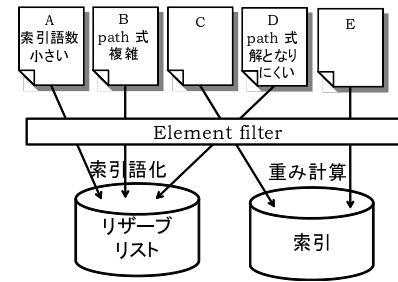 A
索引語数
小さい
B
path 式
複雑
C
D
path 式
解となり
にくい
E
Element filter
索引語化
重み計算
リザーブ
リスト
索引